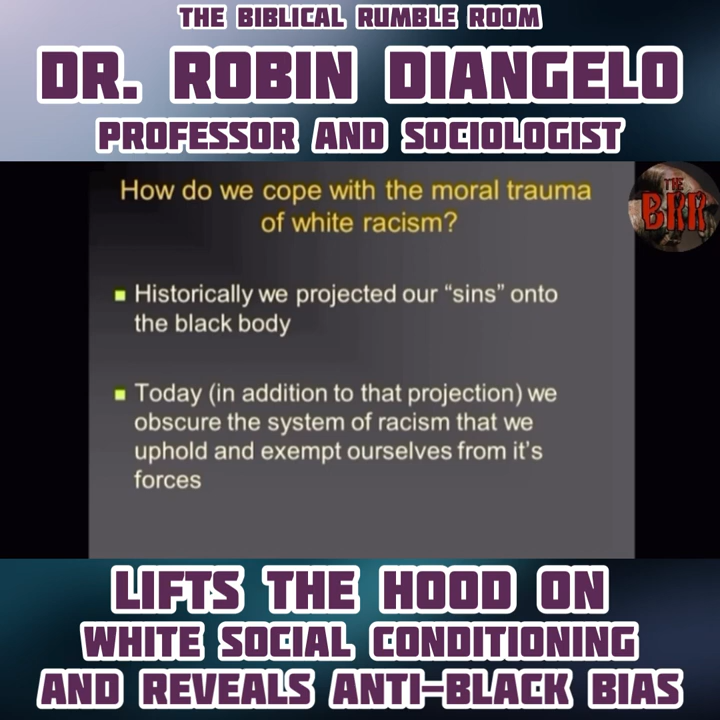 THE BIBLICAL RUMBLE ROOM
DR. ROBIN DIANGELO
PROFESSOR AND SOCIOLOGIST
THE
BRR
How do we cope with the moral trauma
of white racism?
▪ Historically we projected our “sins” onto
the black body
▪ Today (in addition to that projection) we
obscure the system of racism that we
uphold and exempt ourselves from it’s
forces
LIFTS THE HOOD ON
WHITE SOCIAL CONDITIONING
AND REVEALS ANTI-BLACK BIAS